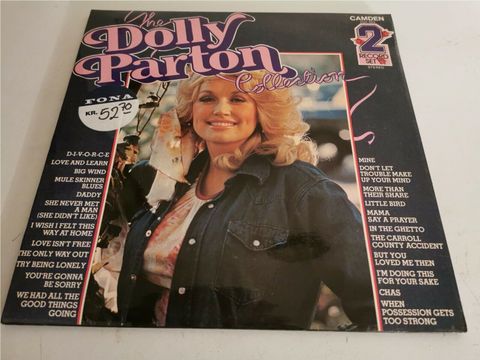 The
Dolly
Parton
Collection
CAMDEN
2
RECORD
SET
STEREO
FONA
KR. 52 70
D-I-V-O-R-C-E
LOVE AND LEARN
BIG WIND
MULE SKINNER
BLUES
DADDY
SHE NEVER MET
A MAN
(SHE DIDN'T LIKE)
I WISH I FELT THIS
WAY AT HOME
LOVE ISN'T FREE
THE ONLY WAY OUT
TRY BEING LONELY
YOU'RE GONNA
BE SORRY
WE HAD ALL THE
GOOD THINGS
GOING
MINE
DON'T LET
TROUBLE MAKE
UP YOUR MIND
MORE THAN
THEIR SHARE
LITTLE BIRD
MAMA
SAY A PRAYER
IN THE GHETTO
THE CARROLL
COUNTY ACCIDENT
BUT YOU
LOVED ME THEN
I'M DOING THIS
FOR YOUR SAKE
CHAS
WHEN
POSSESSION GETS
TOO STRONG